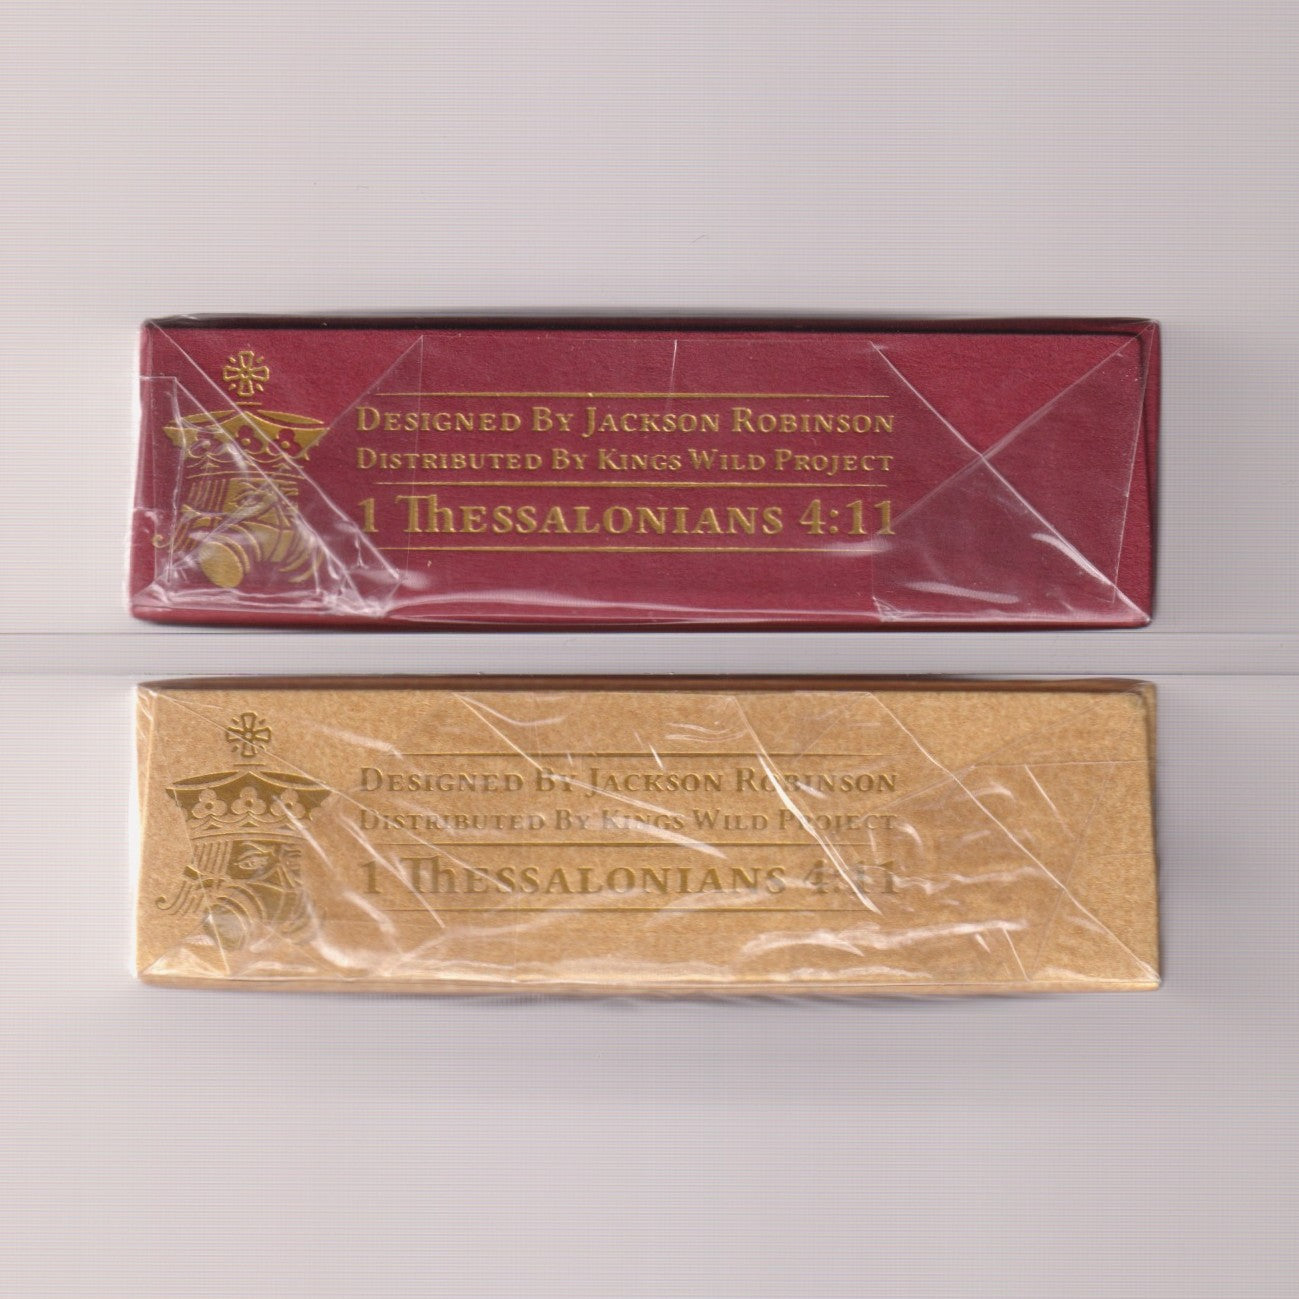 Designed By Jackson Robinson
Distributed By Kings Wild Project
1 Thessalonians 4:11
Designed By Jackson Robinson
Distributed By Kings Wild Project
1 Thessalonians 4:11